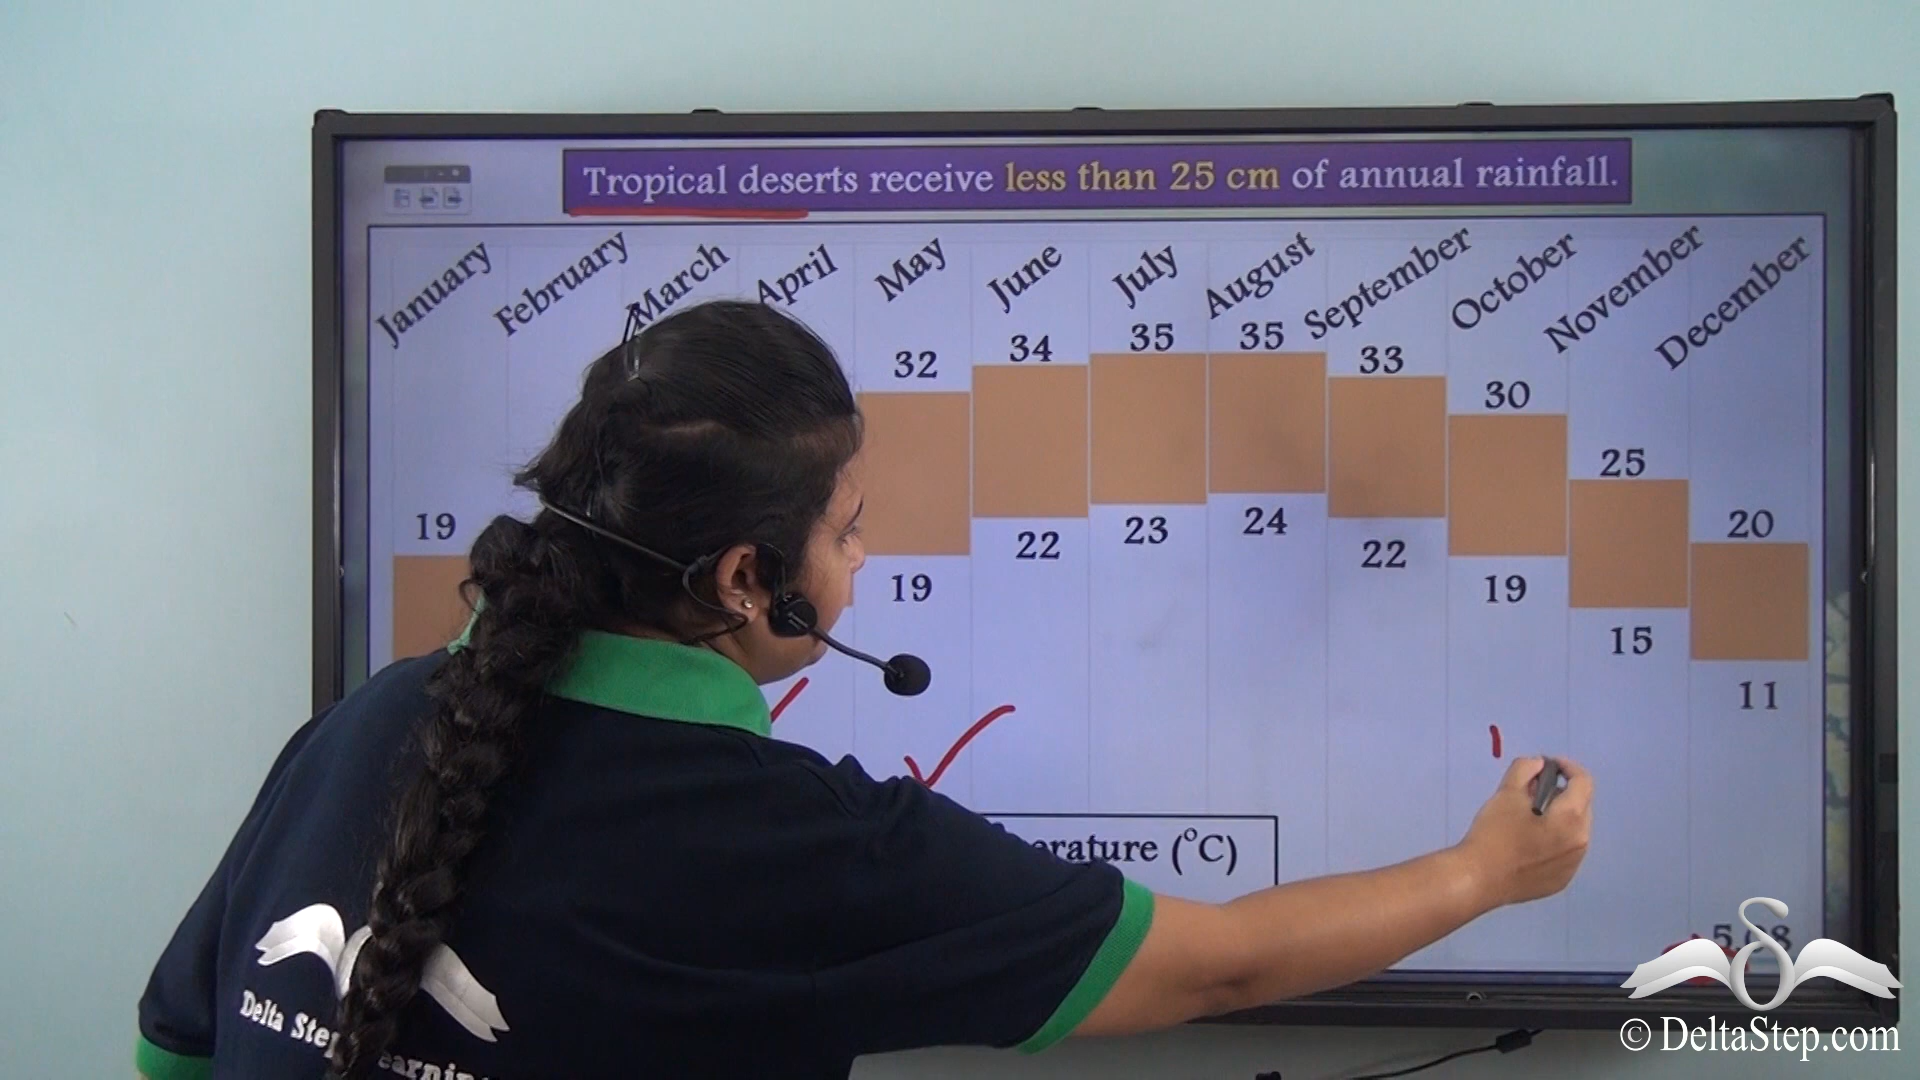 Tropical deserts receive less than 25 cm of annual rainfall.
January February March April May June July August September October November December
19 32 34 35 35 33 30 25 20
19 22 23 24 22 19 15 11
(°C)
Delta Step
© DeltaStep.com